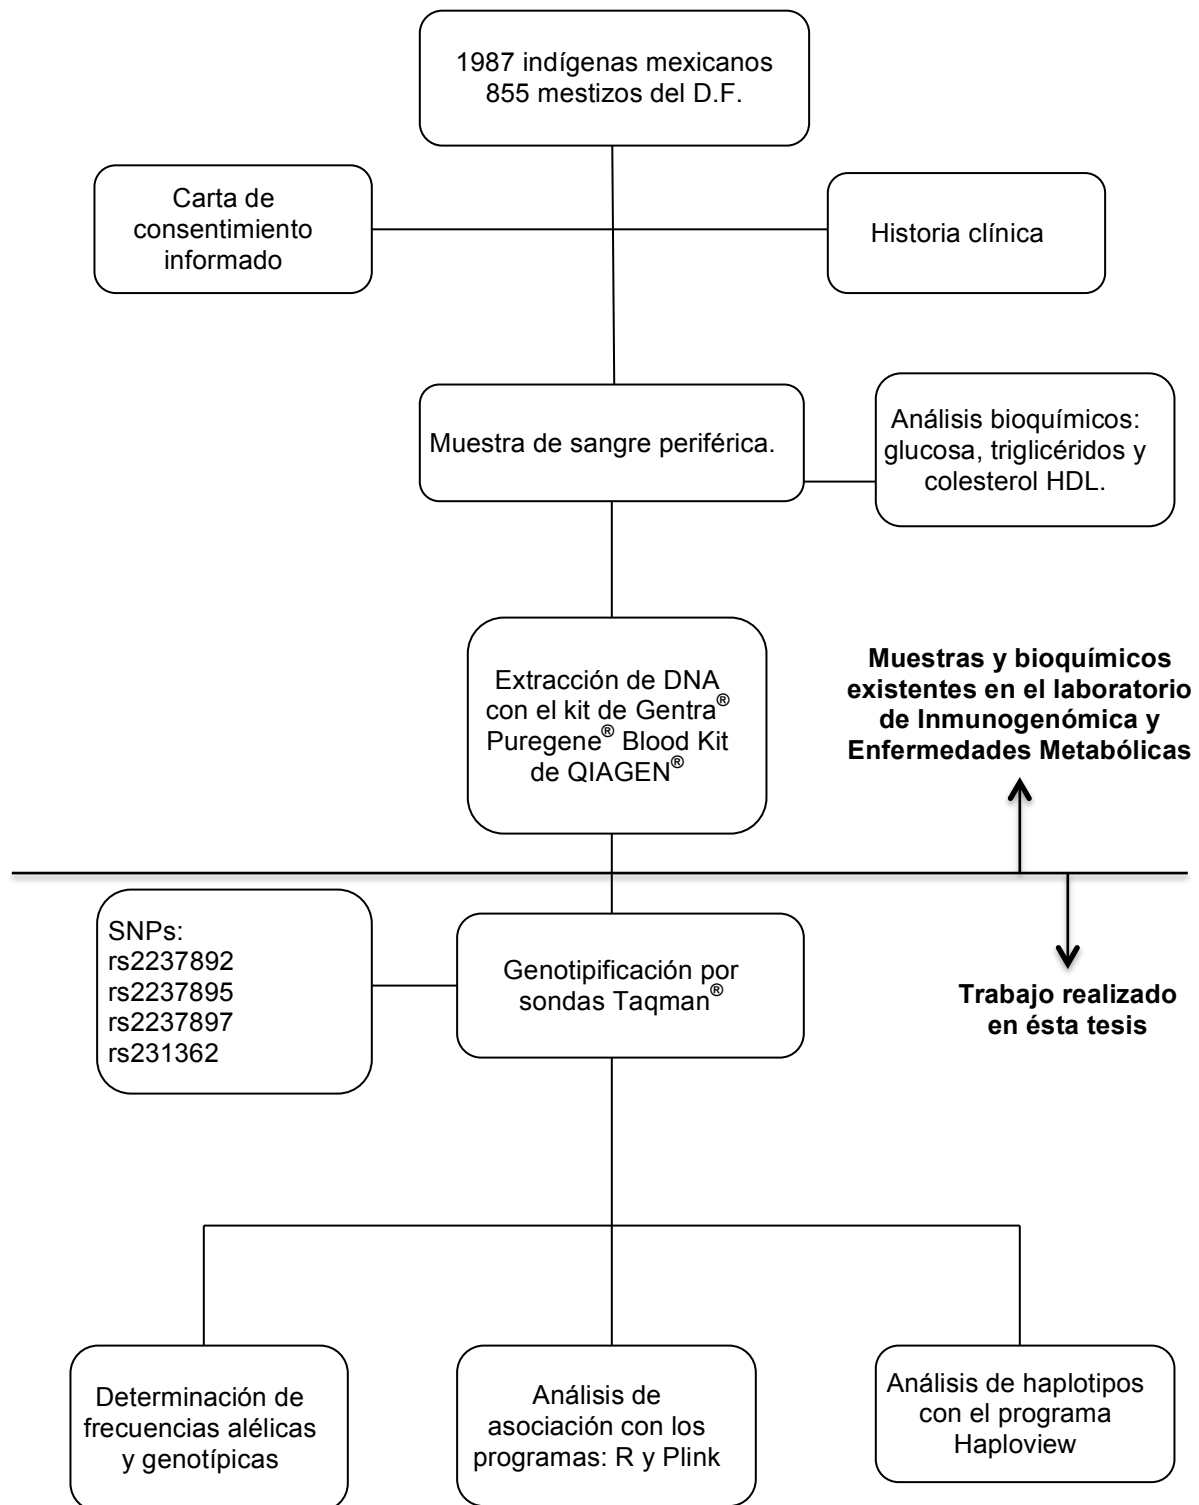 1987 indígenas mexicanos
855 mestizos del D.F.
Carta de
consentimiento
informado
Historia clínica
Muestra de sangre periférica.
Análisis bioquímicos:
glucosa, triglicéridos y
colesterol HDL.
Extracción de DNA
con el kit de Gentra®
Puregene® Blood Kit
de QIAGEN®
Muestras y bioquímicos
existentes en el laboratorio
de Inmunogenómica y
Enfermedades Metabólicas
SNPs:
rs2237892
rs2237895
rs2237897
rs231362
Genotipificación por
sondas Taqman®
Trabajo realizado
en ésta tesis
Determinación de
frecuencias alélicas
y genotípicas
Análisis de
asociación con los
programas: R y Plink
Análisis de haplotipos
con el programa
Haploview